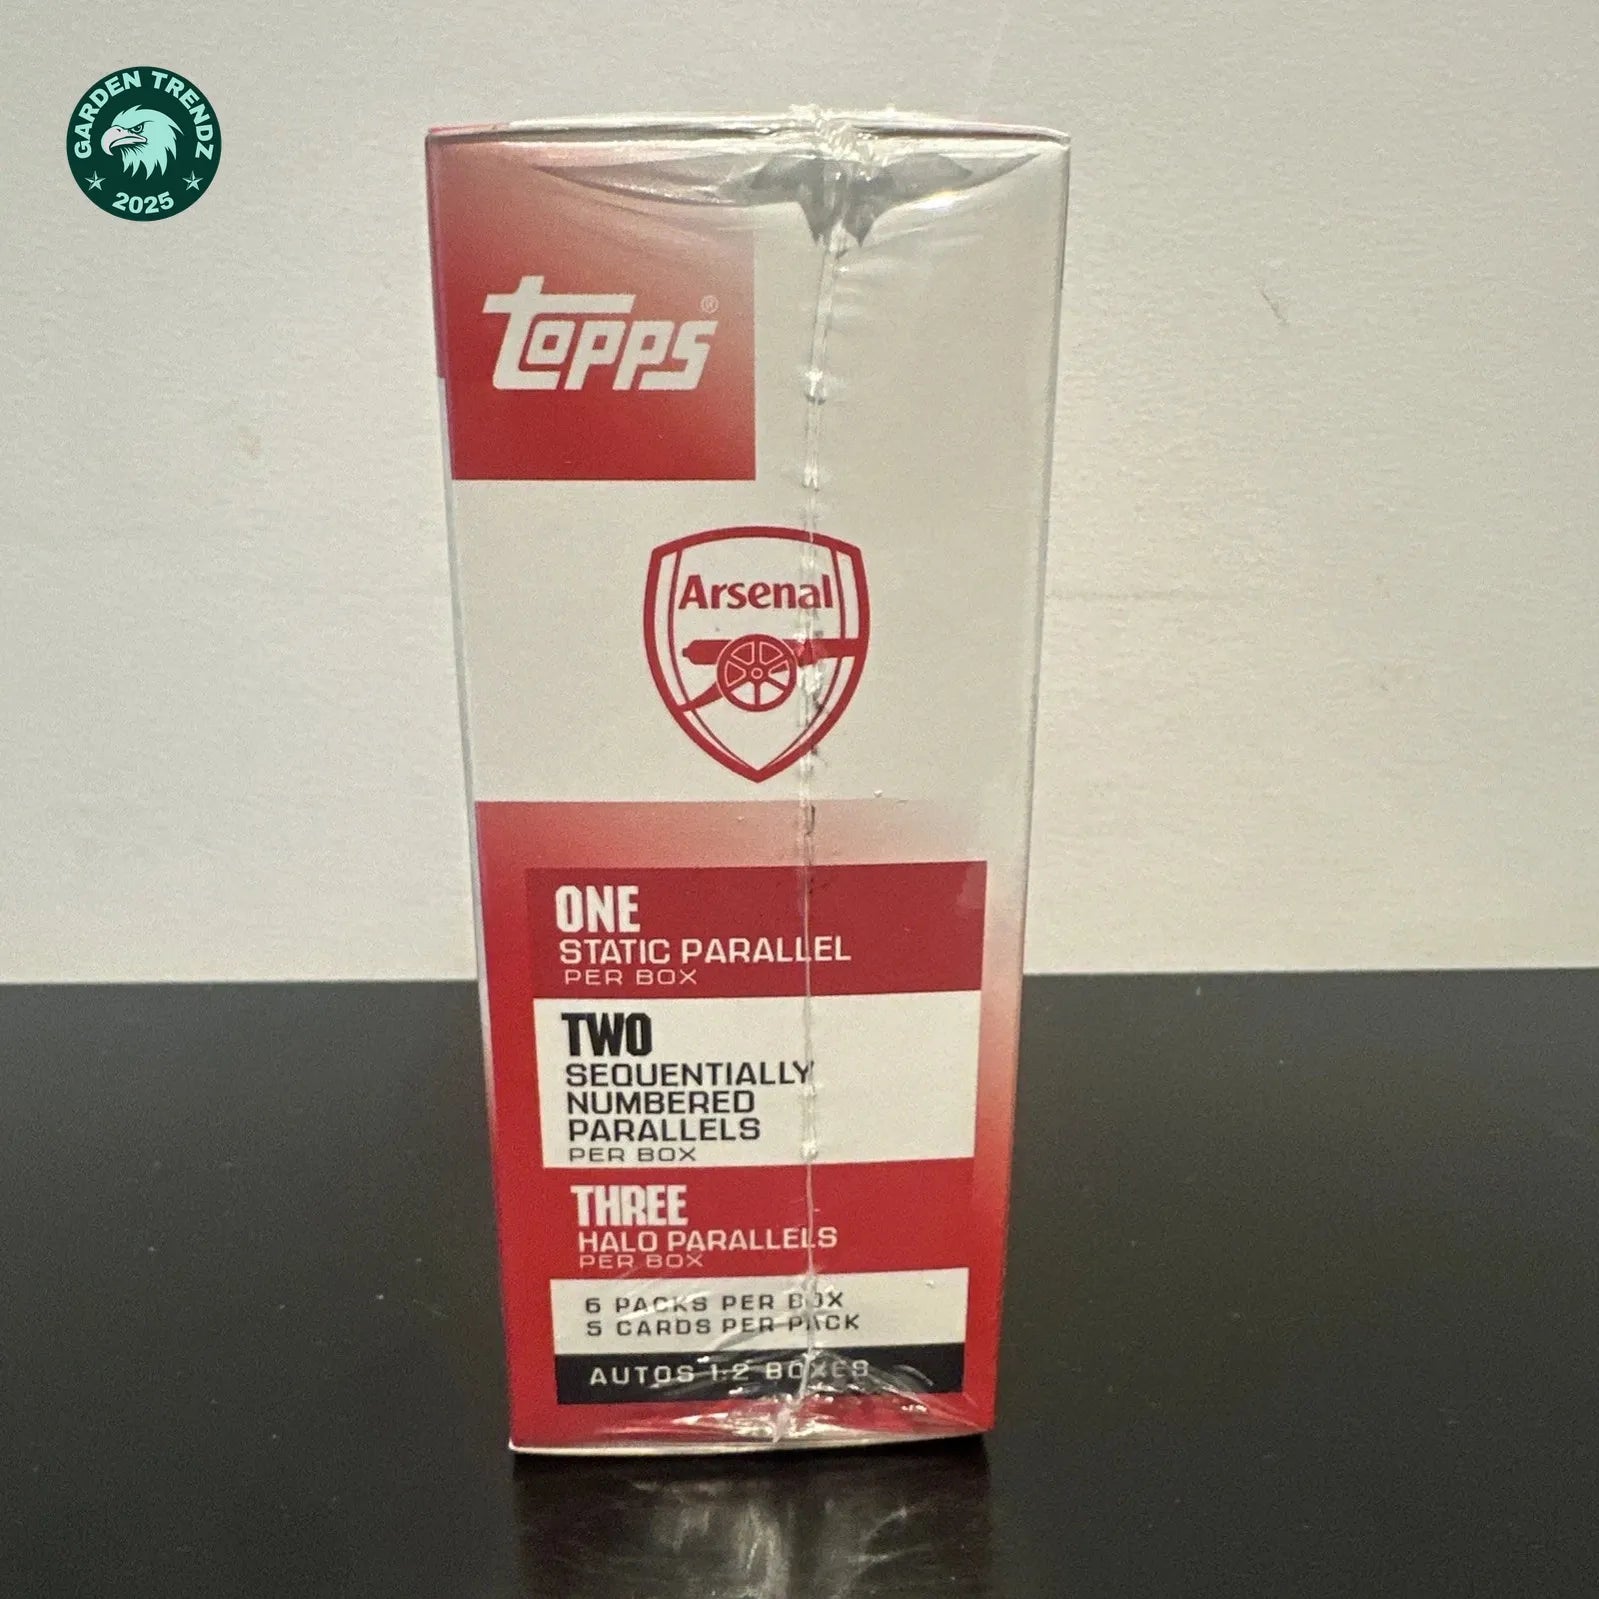 GARDEN TRENDZ
2025
topps®
Arsenal
ONE
STATIC PARALLEL
PER BOX
TWO
SEQUENTIALLY
NUMBERED
PARALLELS
PER BOX
THREE
HALO PARALLELS
PER BOX
6 PACKS PER BOX
5 CARDS PER PACK
AUTOS 1:2 BOXES